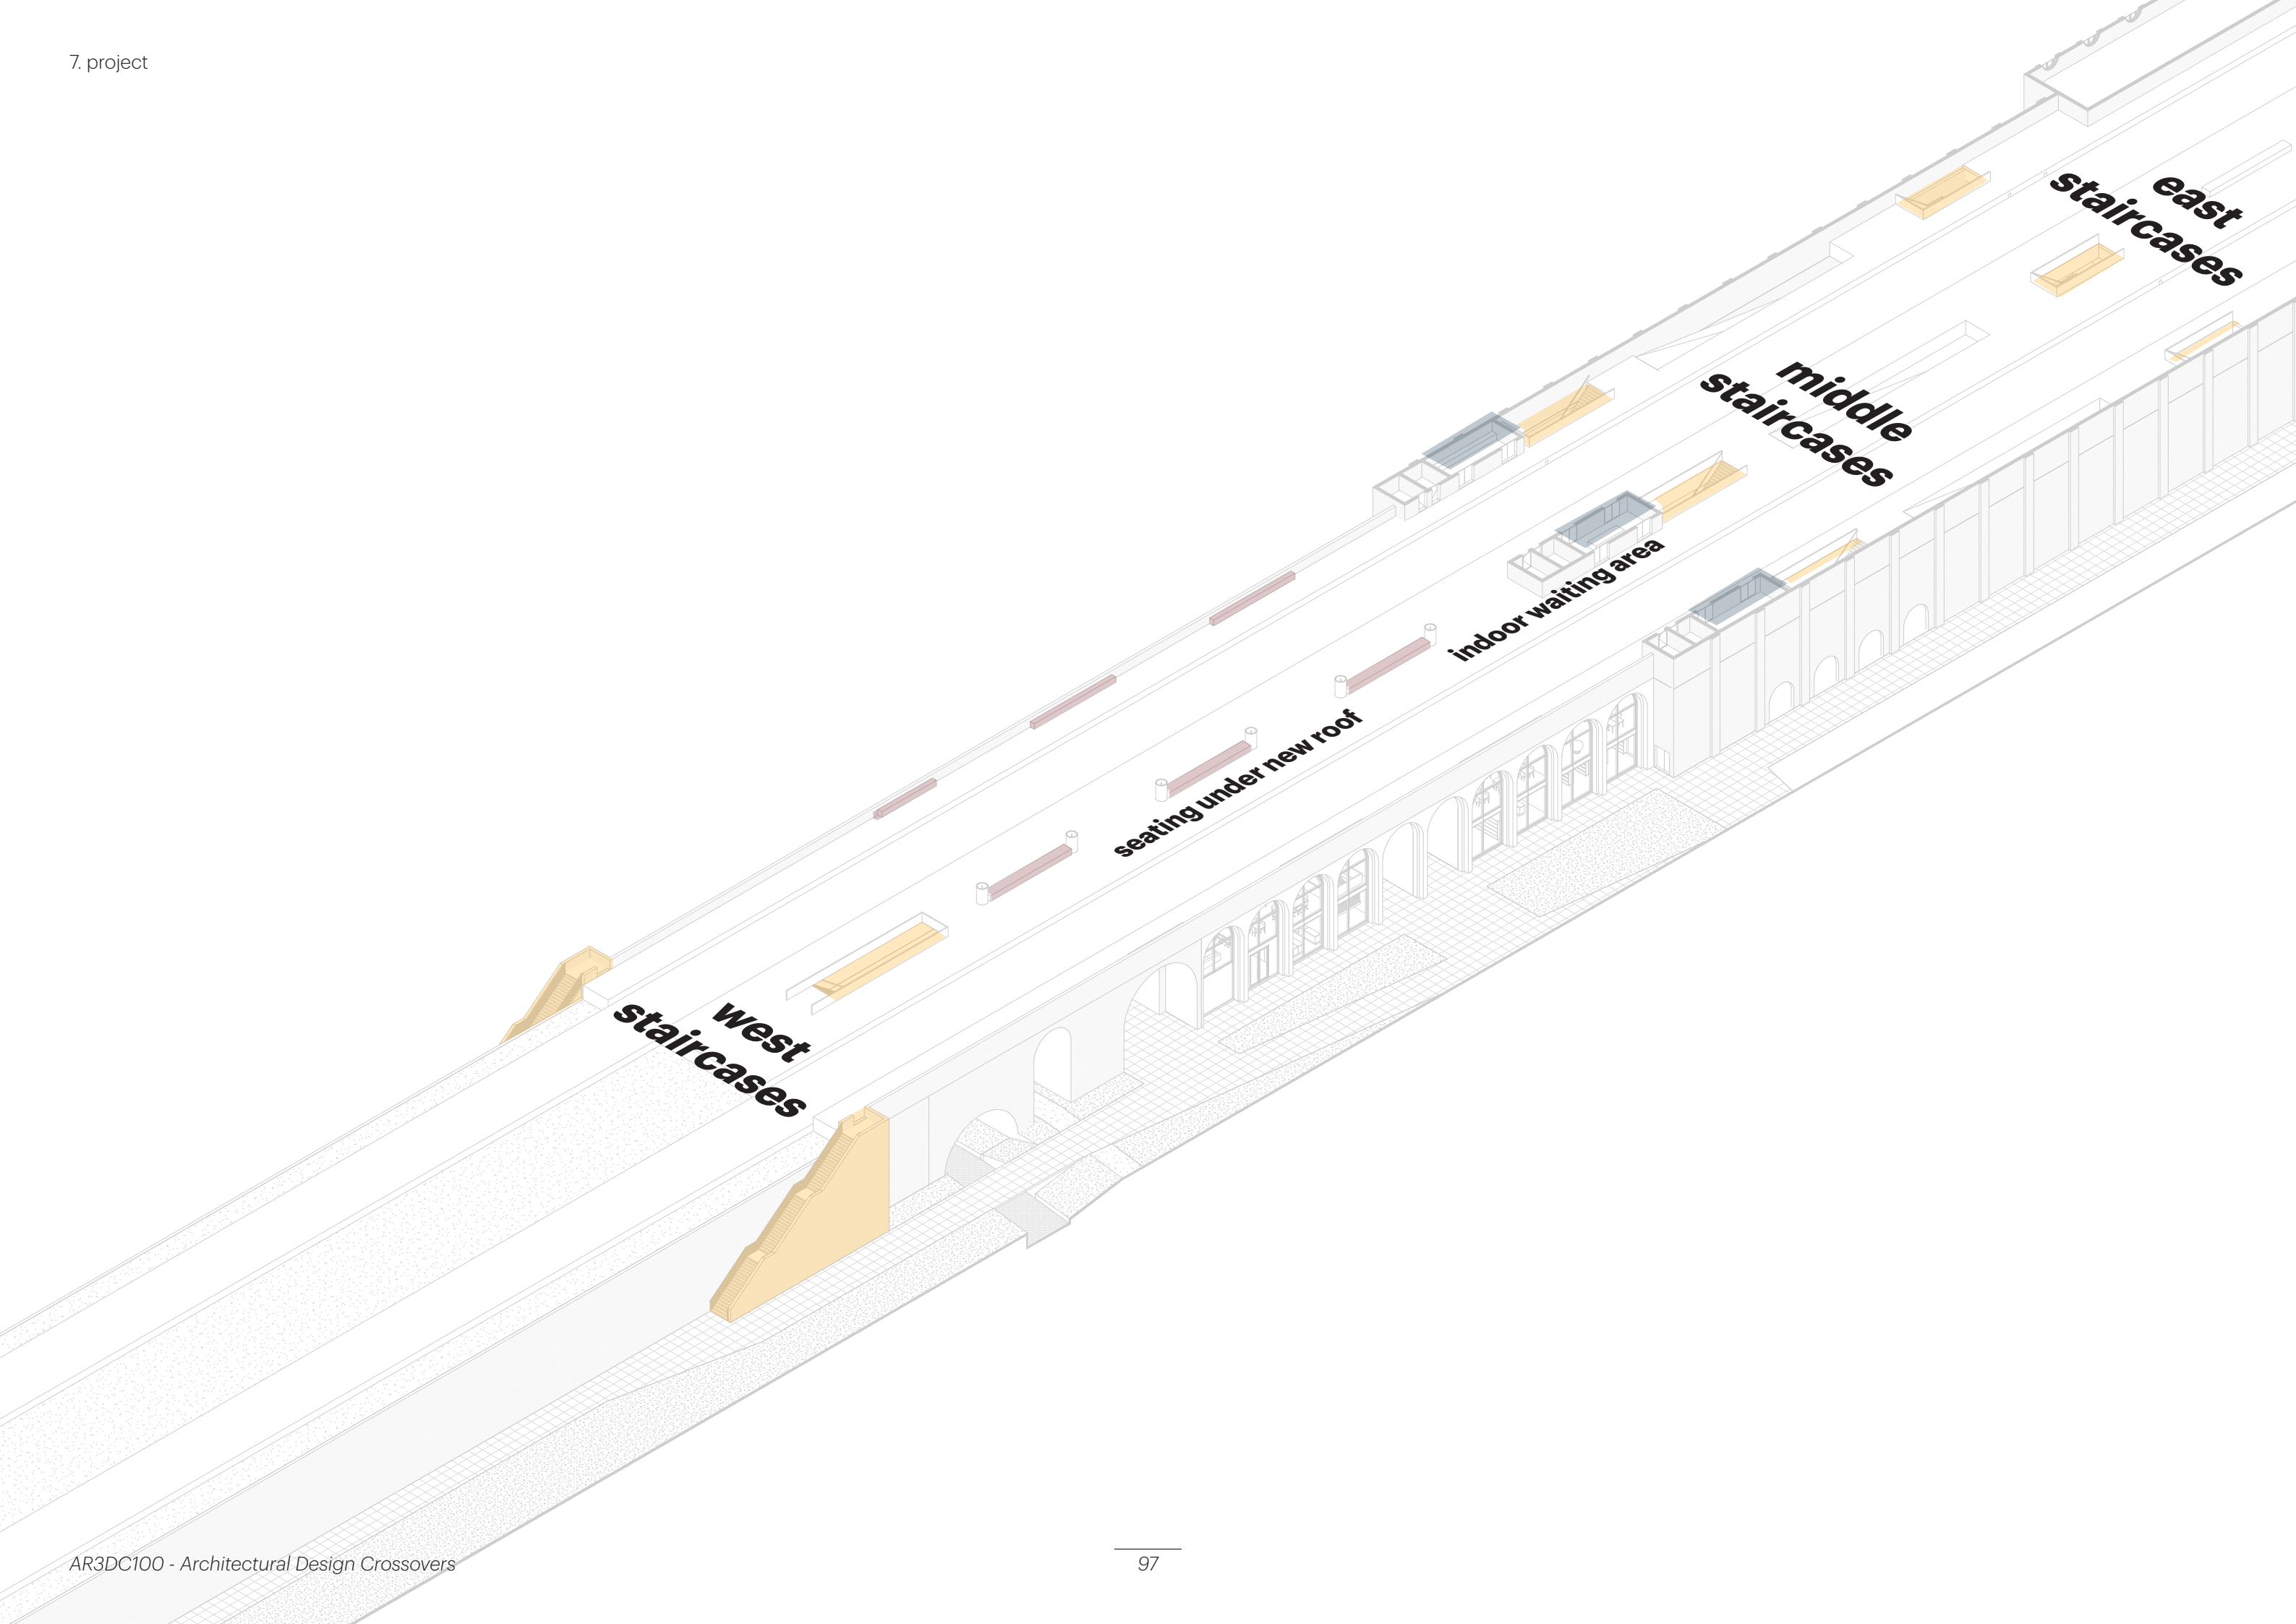 7. project
east
staircases
middle
staircases
indoor waiting area
seating under new roof
west
staircases
AR3DC100 - Architectural Design Crossovers
97